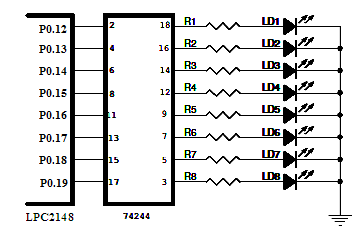 P0.12 2 18 R1 LD1
P0.13 4 16 R2 LD2
P0.14 6 14 R3 LD3
P0.15 8 12 R4 LD4
P0.16 11 9 R5 LD5
P0.17 13 7 R6 LD6
P0.18 15 5 R7 LD7
P0.19 17 3 R8 LD8
LPC2148 74244